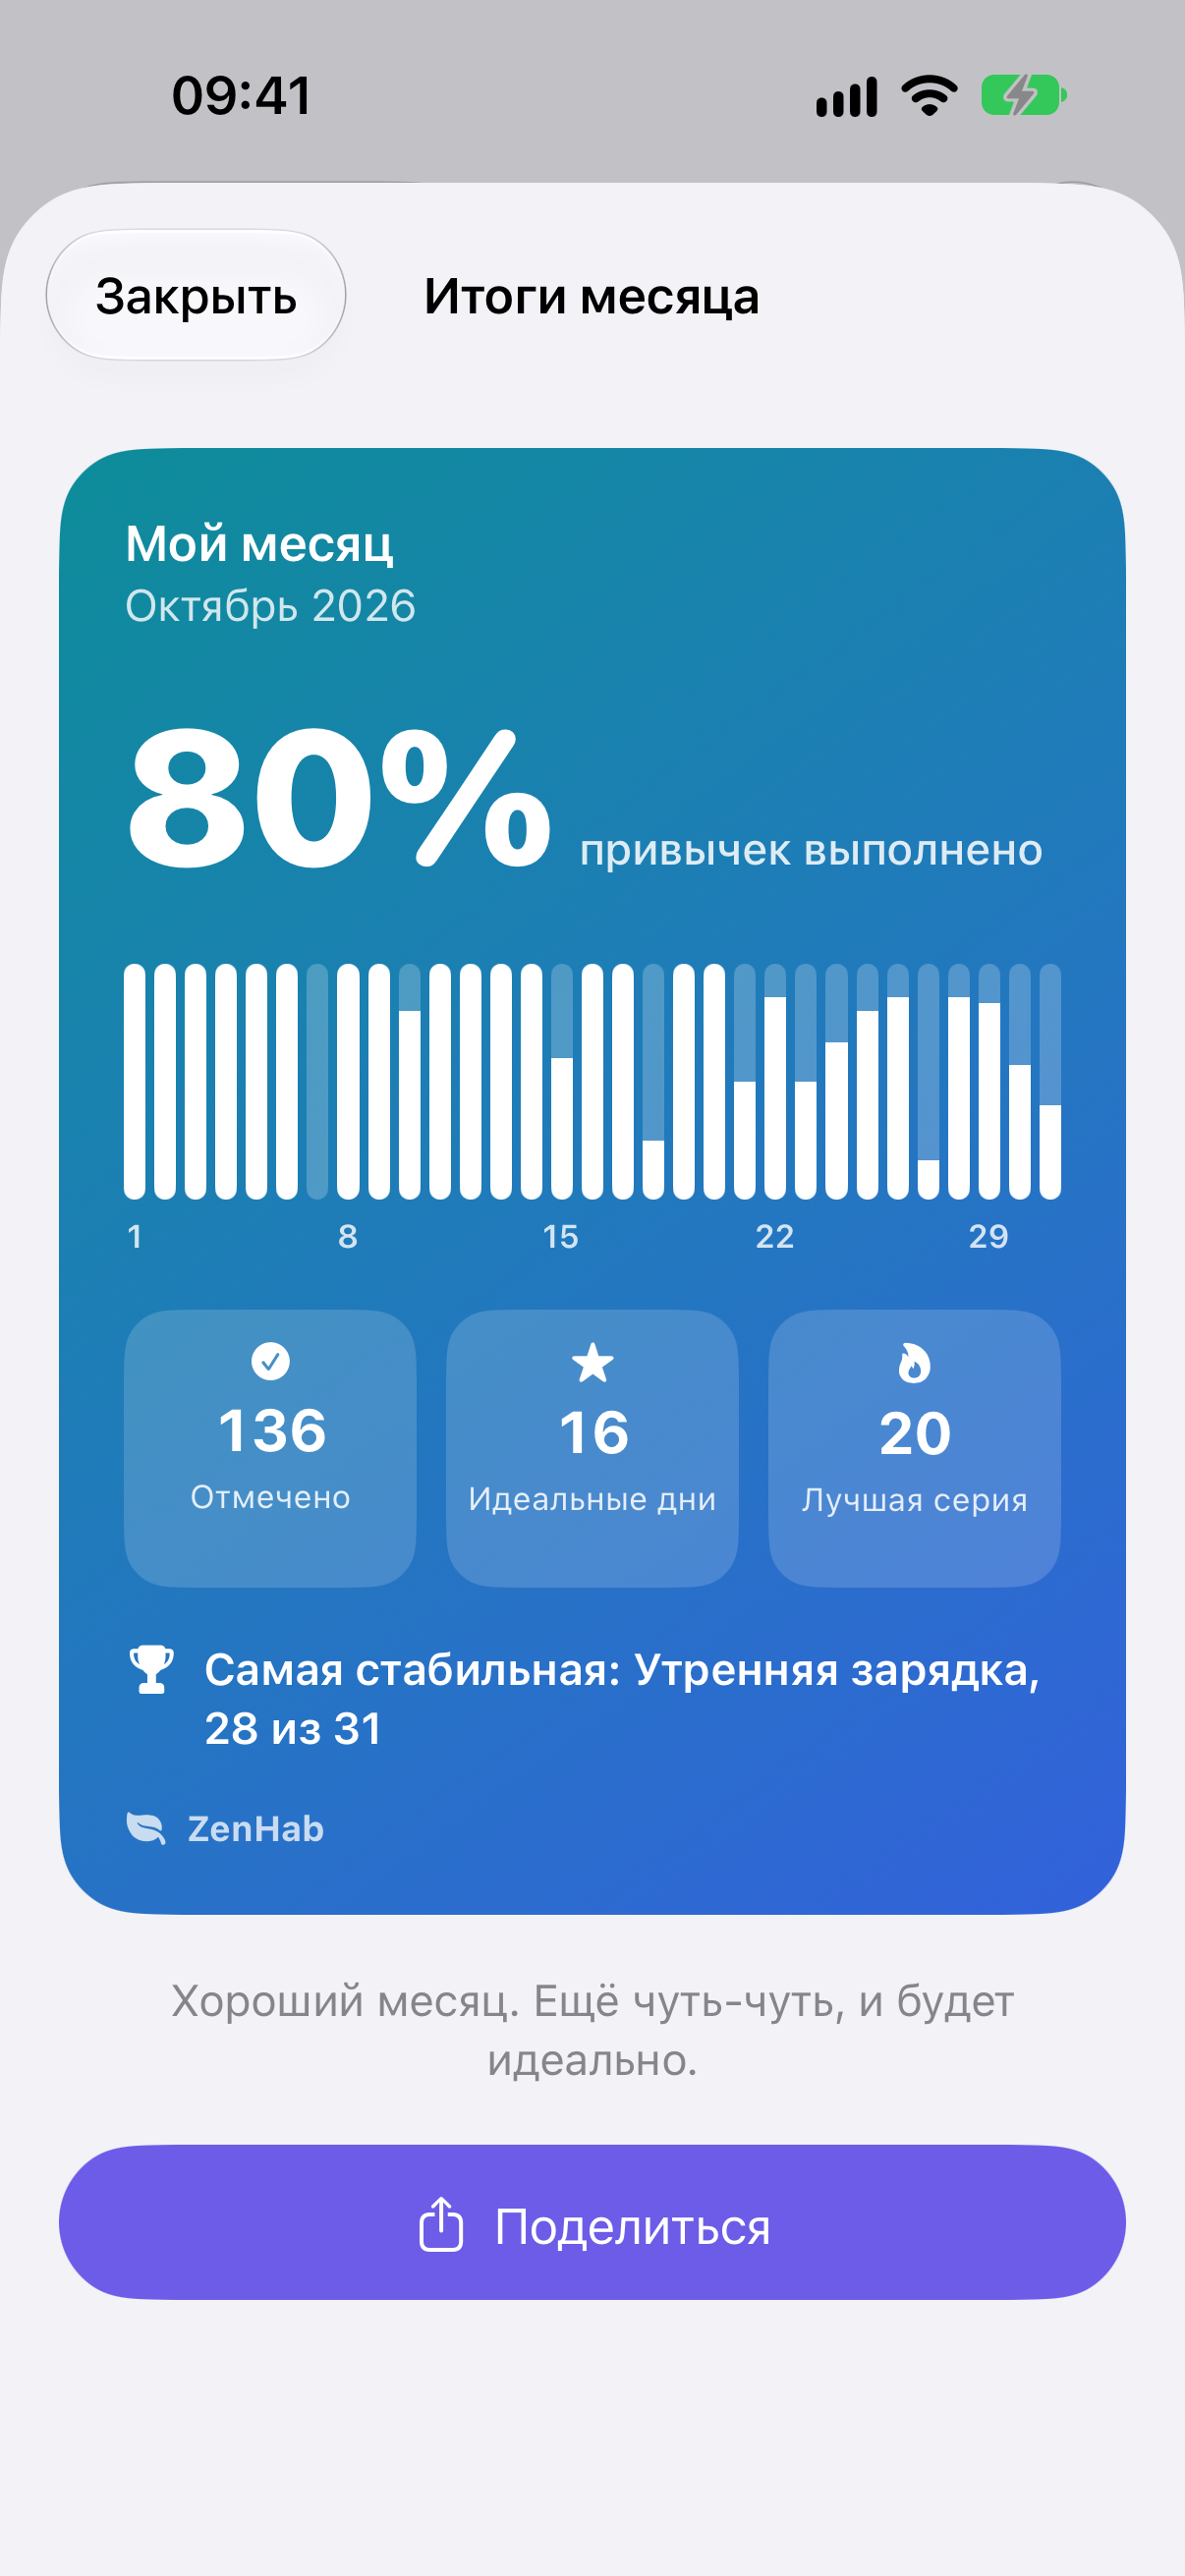 09:41
Закрыть
Итоги месяца
Мой месяц
Октябрь 2026
80% привычек выполнено
1 8 15 22 29
136 16 20
Отмечено Идеальные дни Лучшая серия
Самая стабильная: Утренняя зарядка,
28 из 31
ZenHab
Хороший месяц. Ещё чуть-чуть, и будет
идеально.
Поделиться